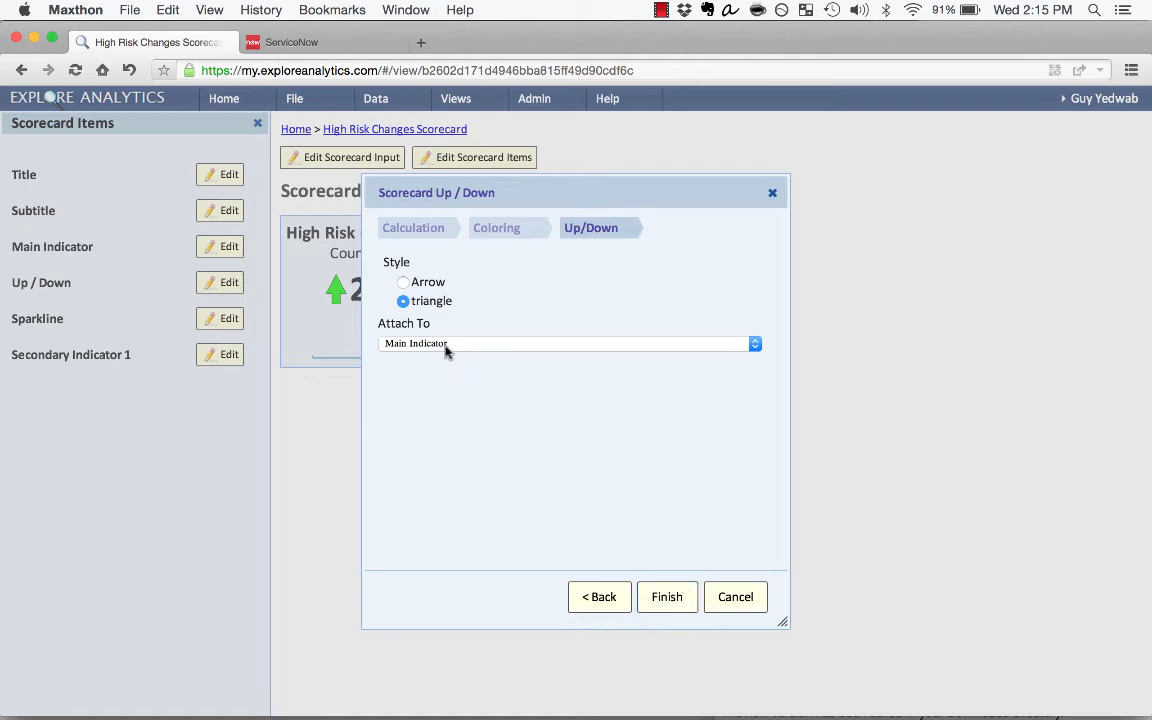 Maxthon File Edit View History Bookmarks Window Help 91% Wed 2:15 PM
High Risk Changes Scoreca
now ServiceNow
https://my.exploreanalytics.com/#/view/b2602d171d4946bba815ff49d90cdf6c
EXPLORE ANALYTICS Home File Data Views Admin Help Guy Yedwab
Scorecard Items
Home > High Risk Changes Scorecard
Edit Scorecard Input Edit Scorecard Items
Title Edit
Subtitle Edit
Main Indicator Edit
Up / Down Edit
Sparkline Edit
Secondary Indicator 1 Edit
Scorecard
High Risk
Coun
2
Scorecard Up / Down
Calculation Coloring Up/Down
Style
Arrow
triangle
Attach To
Main Indicator
< Back Finish Cancel